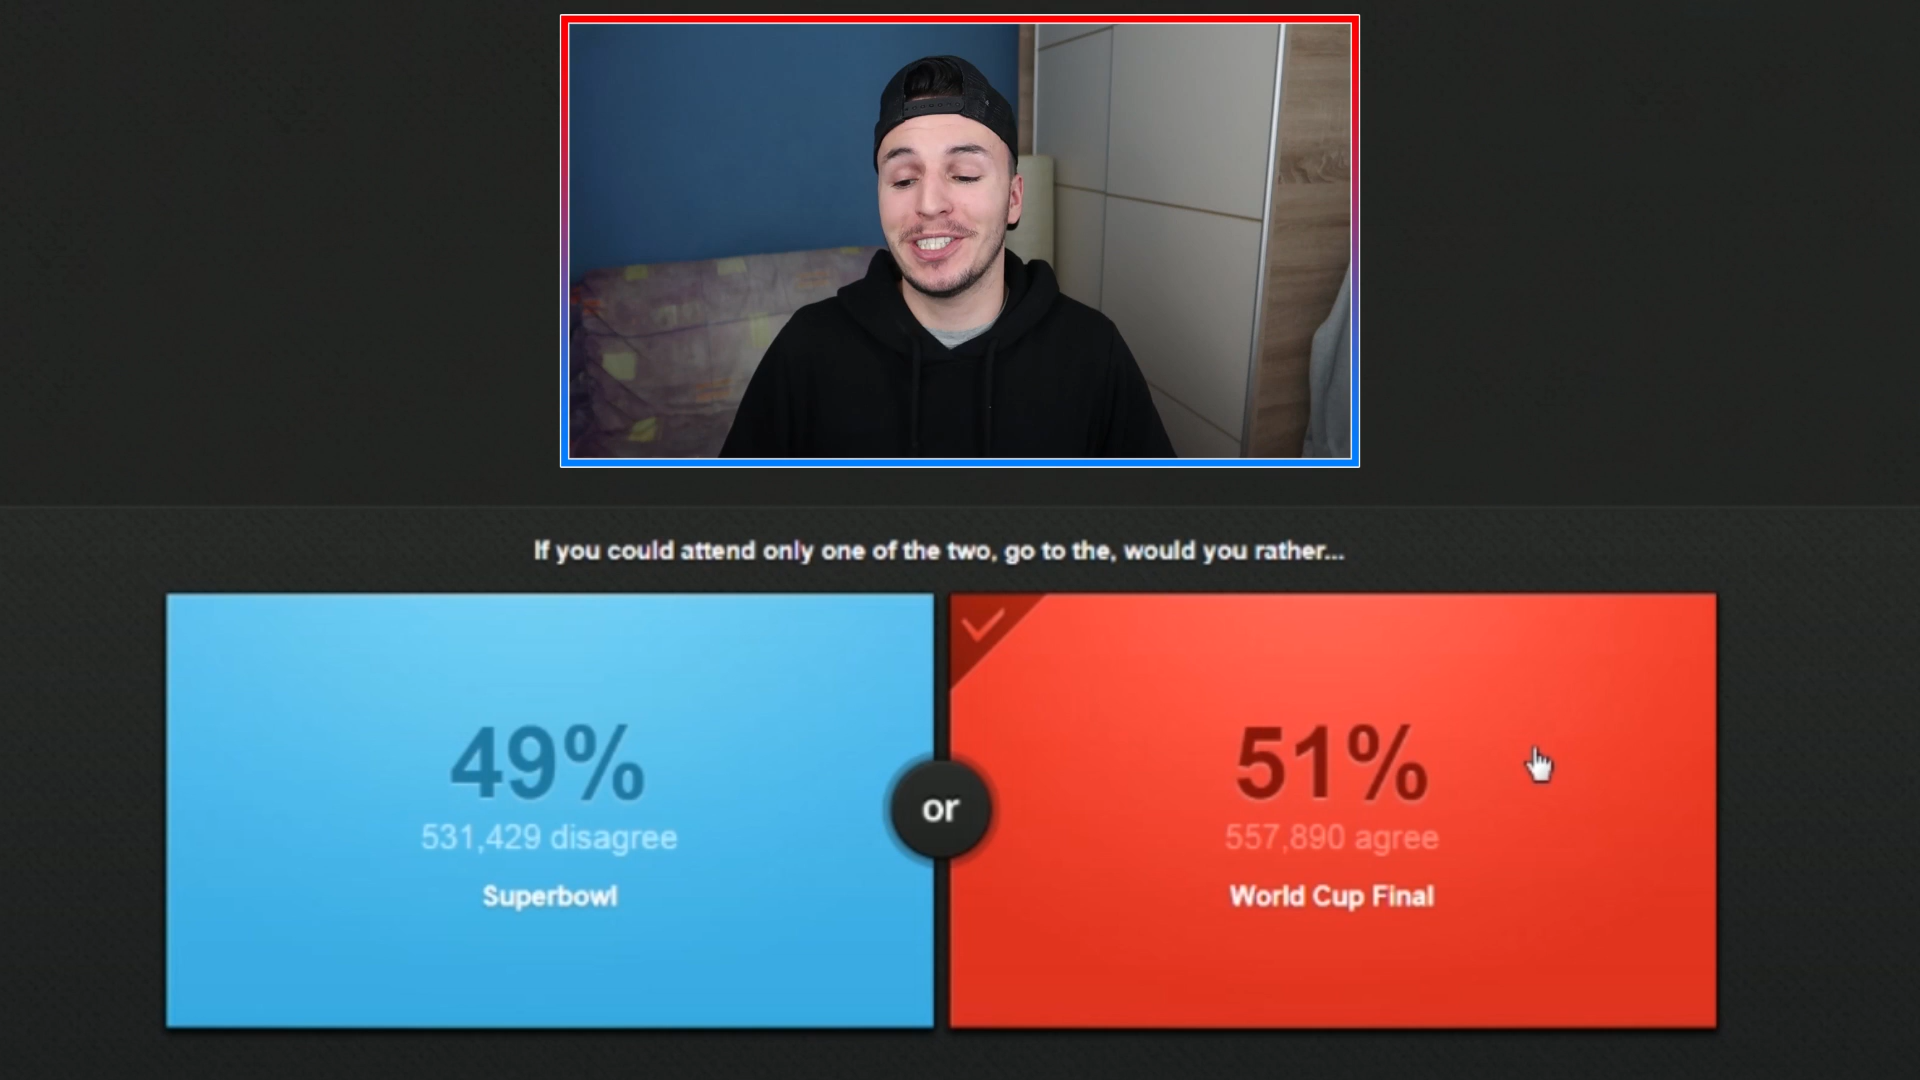 If you could attend only one of the two, go to the, would you rather...
49%
531,429 disagree
Superbowl
or
51%
557,890 agree
World Cup Final